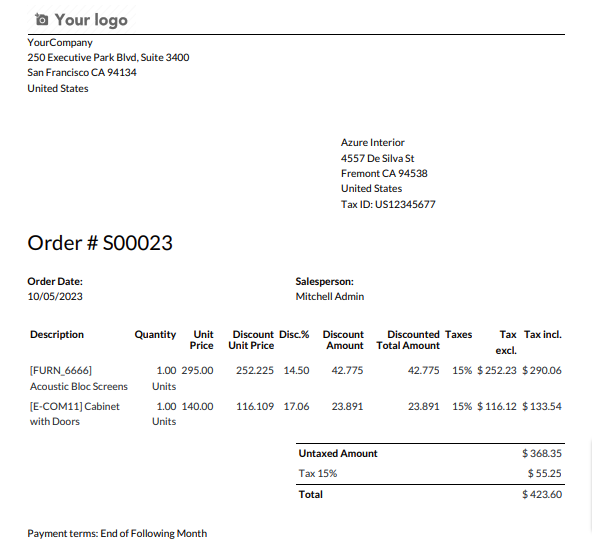 Your logo
YourCompany
250 Executive Park Blvd, Suite 3400
San Francisco CA 94134
United States
Azure Interior
4557 De Silva St
Fremont CA 94538
United States
Tax ID: US12345677
Order # S00023
Order Date: Salesperson:
10/05/2023 Mitchell Admin
Description Quantity Unit Price Discount Unit Price Disc.% Discount Amount Discounted Total Amount Taxes Tax excl. Tax incl.
[FURN_6666] 1.00 295.00 252.225 14.50 42.775 42.775 15% $ 252.23 $ 290.06
Acoustic Bloc Screens Units
[E-COM11] Cabinet 1.00 140.00 116.109 17.06 23.891 23.891 15% $ 116.12 $ 133.54
with Doors Units
Untaxed Amount $ 368.35
Tax 15% $ 55.25
Total $ 423.60
Payment terms: End of Following Month